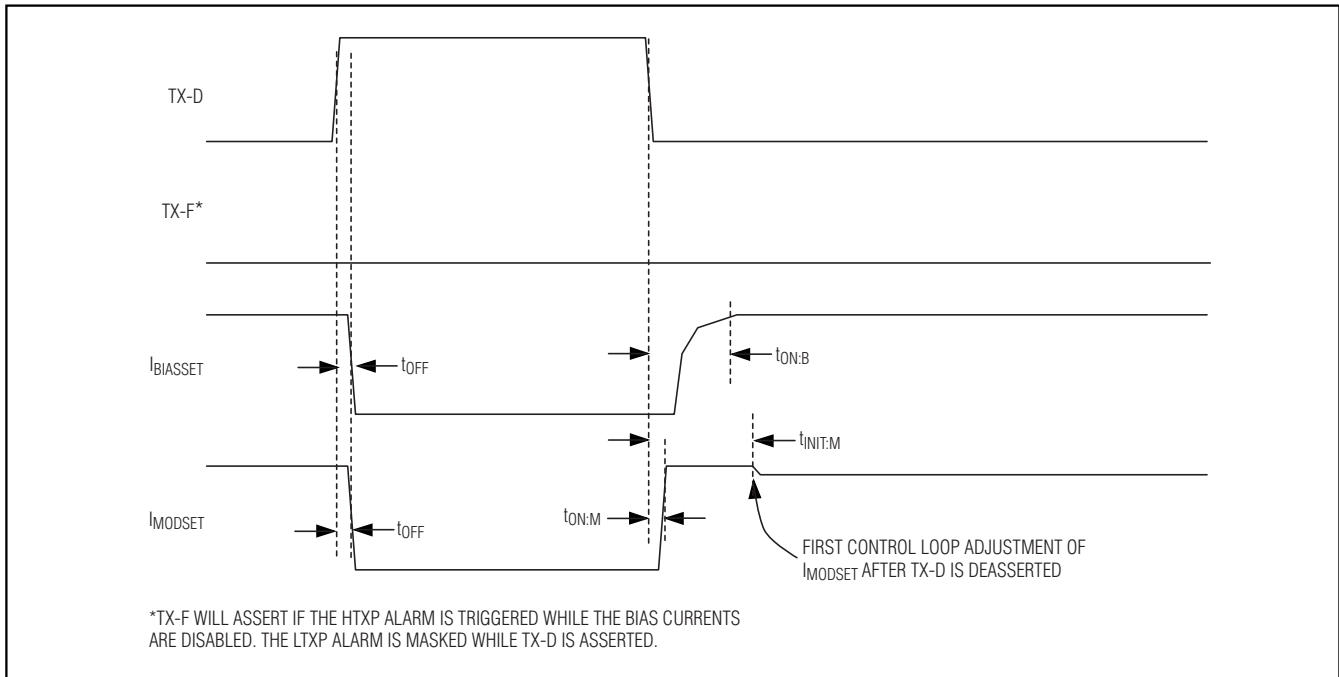 TX-D
TX-F*
IBIASSET
tOFF
tON:B
tINIT:M
IMODSET
tOFF
tON:M
FIRST CONTROL LOOP ADJUSTMENT OF
IMODSET AFTER TX-D IS DEASSERTED
*TX-F WILL ASSERT IF THE HTXP ALARM IS TRIGGERED WHILE THE BIAS CURRENTS
ARE DISABLED. THE LTXP ALARM IS MASKED WHILE TX-D IS ASSERTED.